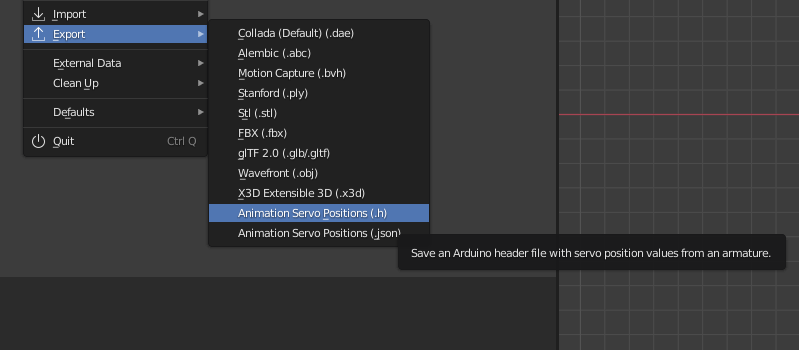 Import
Export
External Data
Clean Up
Defaults
Quit Ctrl Q
Collada (Default) (.dae)
Alembic (.abc)
Motion Capture (.bvh)
Stanford (.ply)
Stl (.stl)
FBX (.fbx)
glTF 2.0 (.glb/.gltf)
Wavefront (.obj)
X3D Extensible 3D (.x3d)
Animation Servo Positions (.h)
Animation Servo Positions (.json)
Save an Arduino header file with servo position values from an armature.